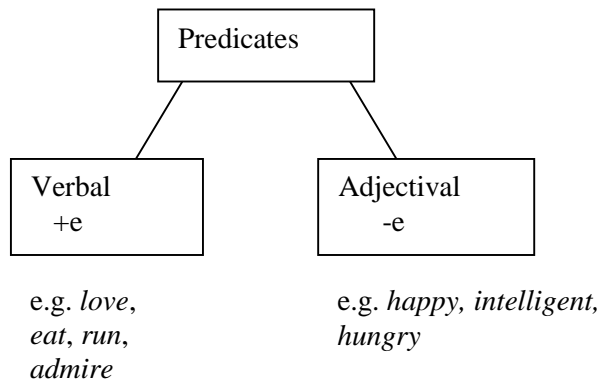 Predicates
Verbal
+e
Adjectival
-e
e.g. love,
eat, run,
admire
e.g. happy, intelligent,
hungry